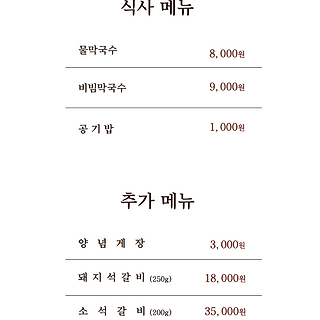 식사 메뉴
물막국수 8,000원
비빔막국수 9,000원
공기밥 1,000원
추가 메뉴
양념게장 3,000원
돼지석갈비 (250g) 18,000원
소석갈비 (200g) 35,000원